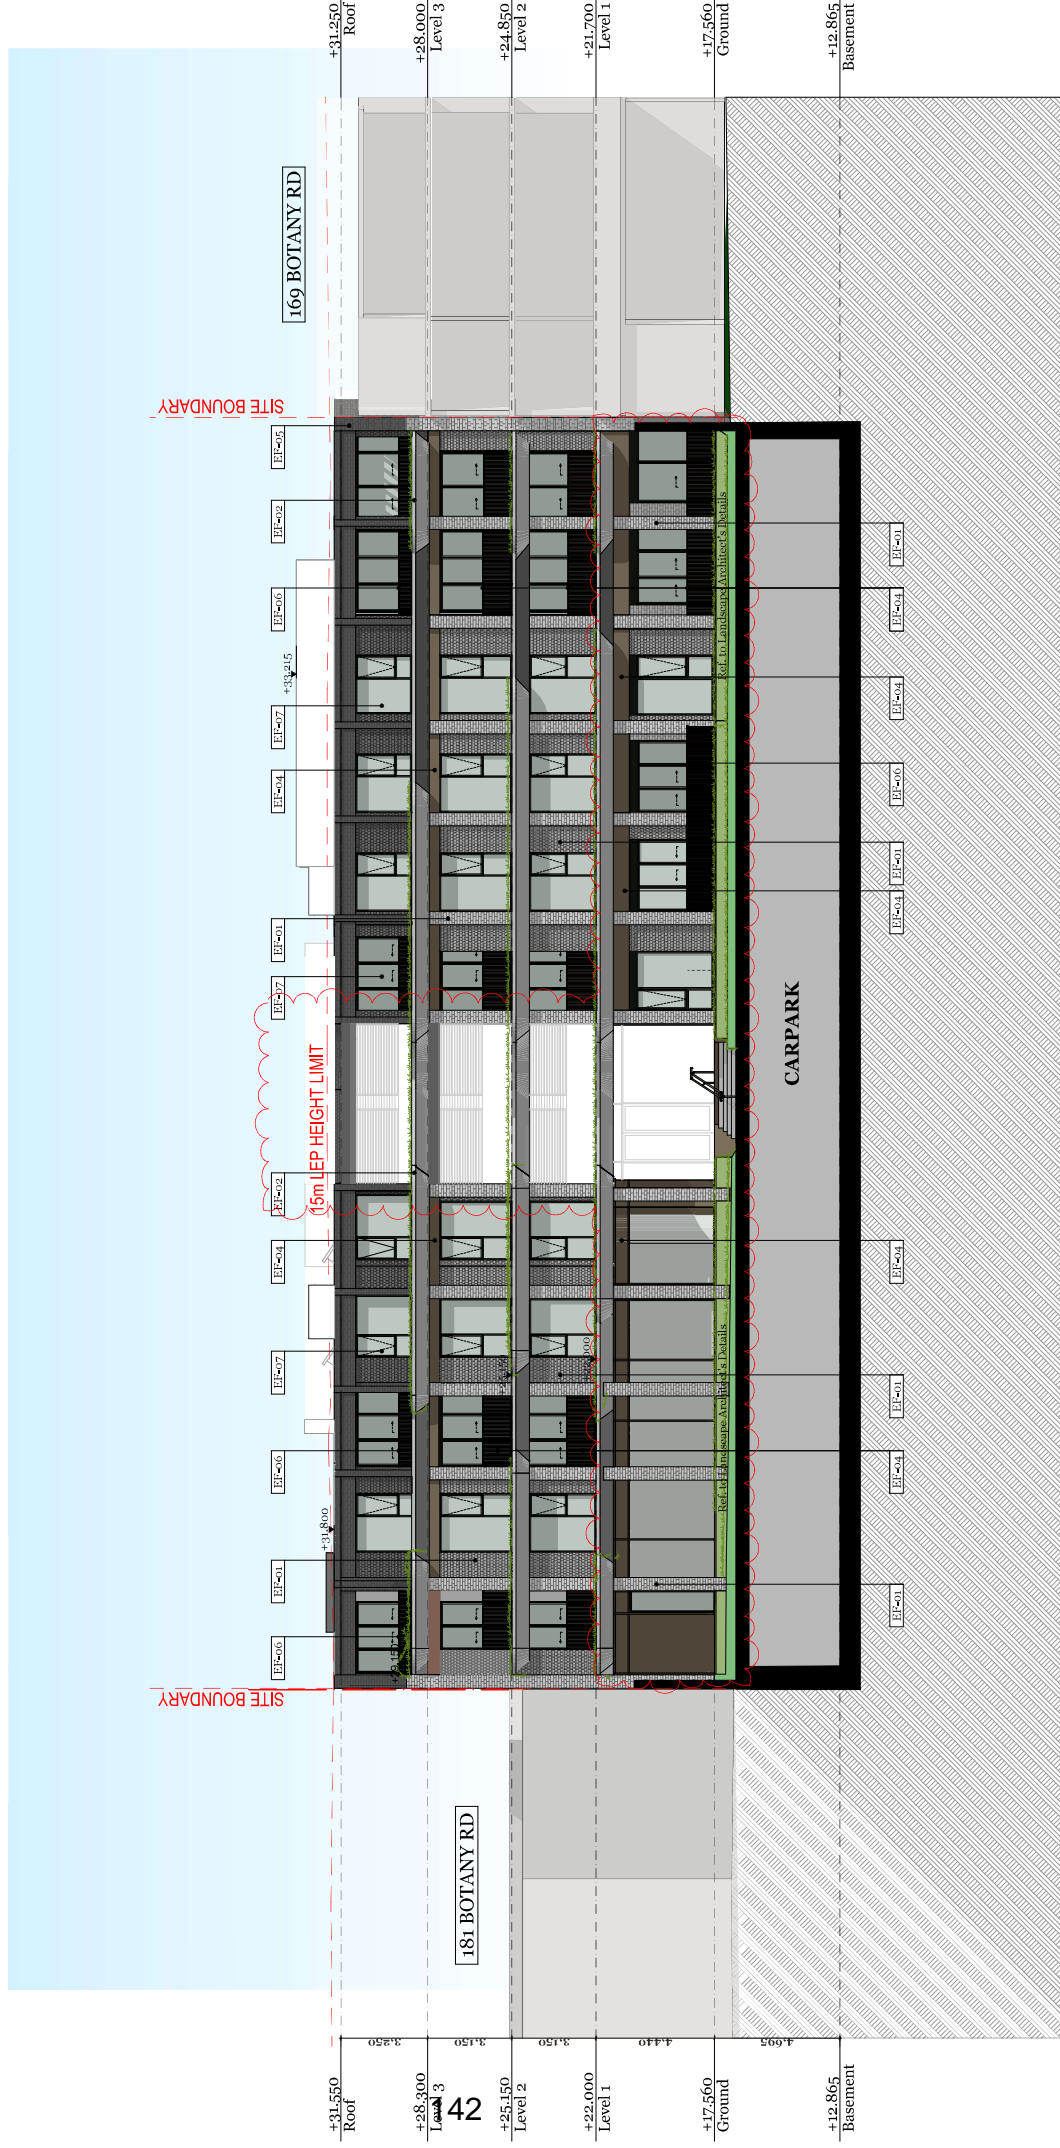 169 BOTANY RD
181 BOTANY RD
SITE BOUNDARY
SITE BOUNDARY
15m LEP HEIGHT LIMIT
+33.215
+31.800
EF-06
EF-01
EF-06
EF-07
EF-04
EF-02
EF-07
EF-01
EF-04
EF-07
EF-06
EF-02
EF-05
+31.550
Roof
+28.300
Level 3
+25.150
Level 2
+22.000
Level 1
+17.560
Ground
+12.865
Basement
3,250
3,150
3,150
4,440
4,695
+31.250
Roof
+28.000
Level 3
+24.850
Level 2
+21.700
Level 1
+17.560
Ground
+12.865
Basement
Ref. to Landscape Architect's Details
Ref. to Landscape Architect's Details
CARPARK
EF-01
EF-04
EF-01
EF-04
EF-04
EF-01
EF-06
EF-04
EF-04
EF-01
142